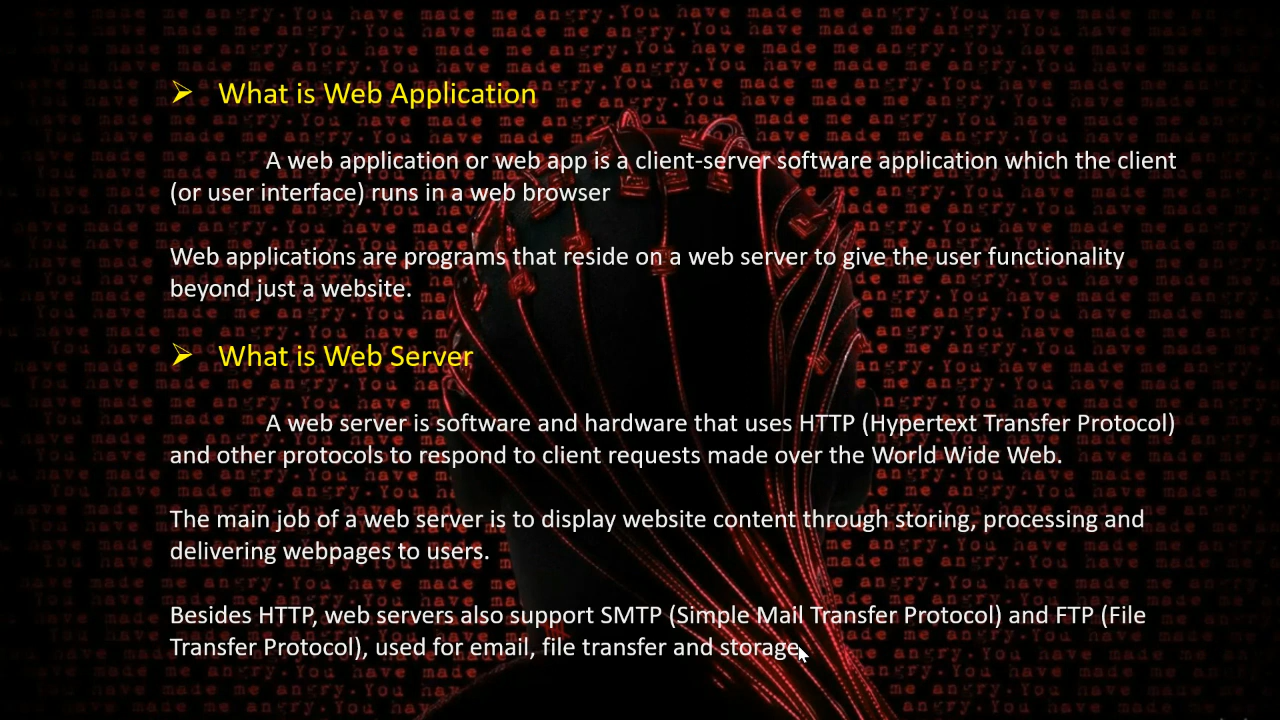 What is Web Application
A web application or web app is a client-server software application which the client
(or user interface) runs in a web browser
Web applications are programs that reside on a web server to give the user functionality
beyond just a website.
What is Web Server
A web server is software and hardware that uses HTTP (Hypertext Transfer Protocol)
and other protocols to respond to client requests made over the World Wide Web.
The main job of a web server is to display website content through storing, processing and
delivering webpages to users.
Besides HTTP, web servers also support SMTP (Simple Mail Transfer Protocol) and FTP (File
Transfer Protocol), used for email, file transfer and storage.